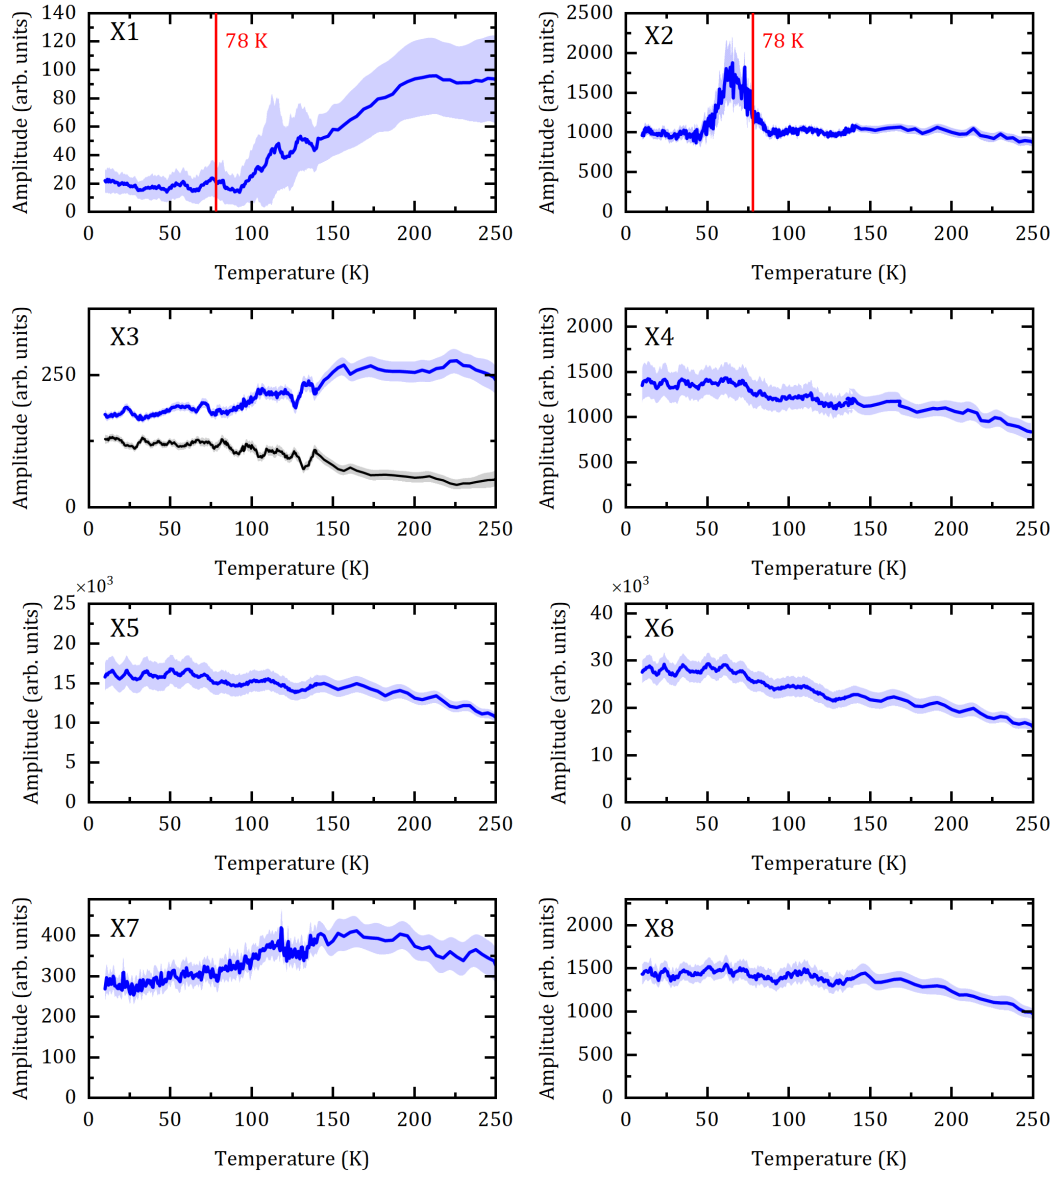 X1
78 K
Amplitude (arb. units)
140
120
100
80
60
40
20
0
0 50 100 150 200 250
Temperature (K)
X2
78 K
Amplitude (arb. units)
2500
2000
1500
1000
500
0
0 50 100 150 200 250
Temperature (K)
X3
Amplitude (arb. units)
250
0
0 50 100 150 200 250
Temperature (K)
X4
Amplitude (arb. units)
2000
1500
1000
500
0
0 50 100 150 200 250
Temperature (K)
×10³
X5
Amplitude (arb. units)
25
20
15
10
5
0
0 50 100 150 200 250
Temperature (K)
×10³
X6
Amplitude (arb. units)
40
30
20
10
0
0 50 100 150 200 250
Temperature (K)
X7
Amplitude (arb. units)
400
300
200
100
0
0 50 100 150 200 250
Temperature (K)
X8
Amplitude (arb. units)
2000
1500
1000
500
0
0 50 100 150 200 250
Temperature (K)